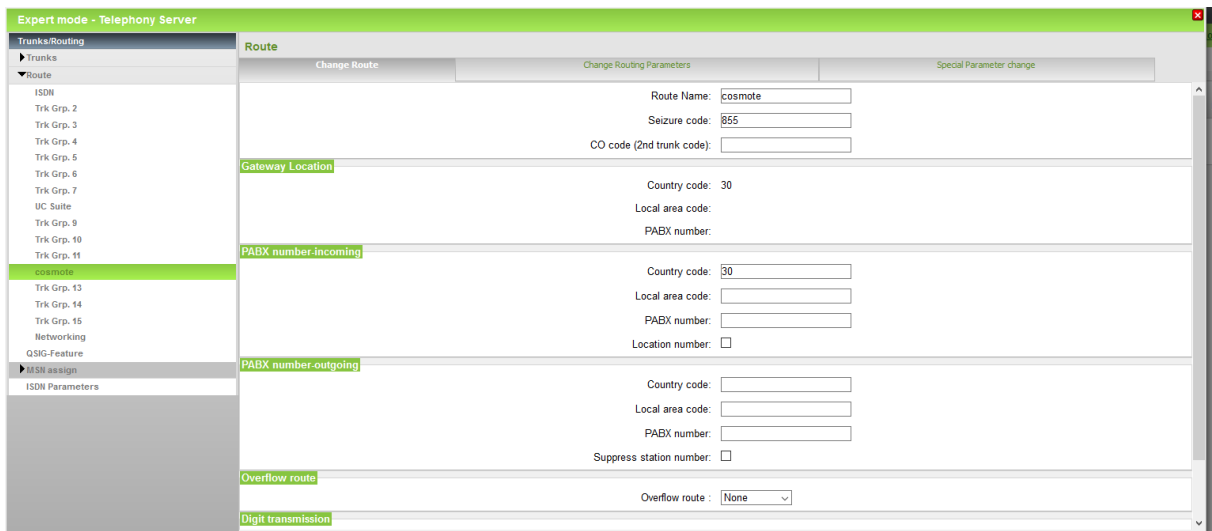 Expert mode - Telephony Server
Trunks/Routing
Trunks
Route
ISDN
Trk Grp. 2
Trk Grp. 3
Trk Grp. 4
Trk Grp. 5
Trk Grp. 6
Trk Grp. 7
UC Suite
Trk Grp. 9
Trk Grp. 10
Trk Grp. 11
cosmote
Trk Grp. 13
Trk Grp. 14
Trk Grp. 15
Networking
QSIG-Feature
MSN assign
ISDN Parameters
Route
Change Route Change Routing Parameters Special Parameter change
Route Name: cosmote
Seizure code: 855
CO code (2nd trunk code):
Gateway Location
Country code: 30
Local area code:
PABX number:
PABX number-incoming
Country code: 30
Local area code:
PABX number:
Location number:
PABX number-outgoing
Country code:
Local area code:
PABX number:
Suppress station number:
Overflow route
Overflow route : None
Digit transmission